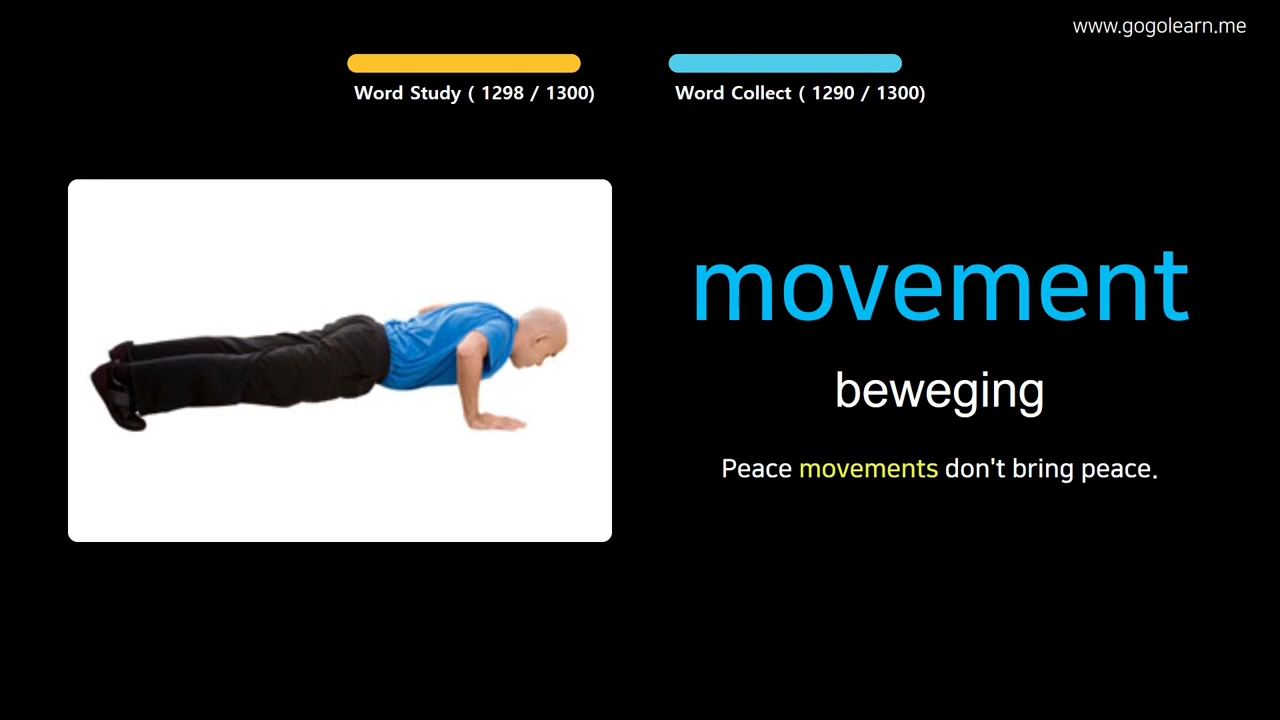 www.gogolearn.me
Word Study ( 1298 / 1300)
Word Collect ( 1290 / 1300)
movement
beweging
Peace movements don't bring peace.